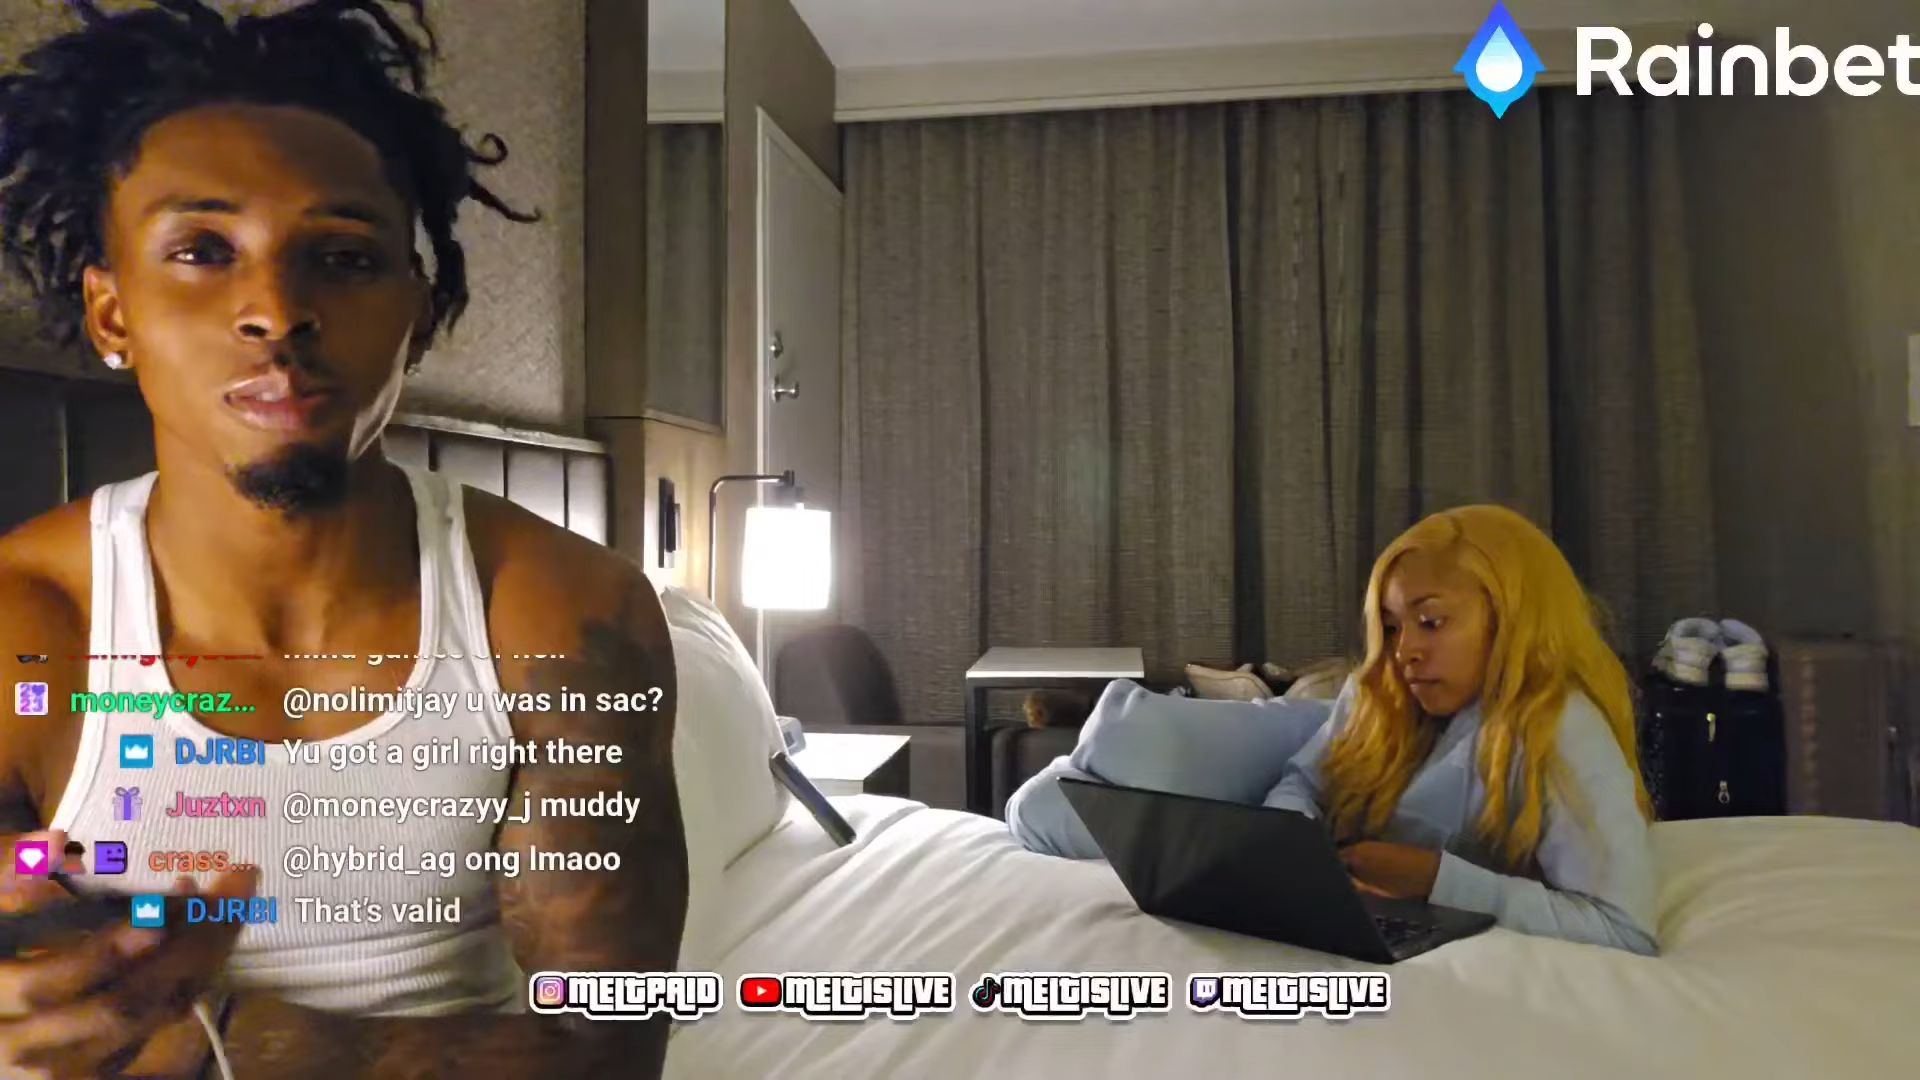 Rainbet
moneycraz... @nolimitjay u was in sac?
DJRBI Yu got a girl right there
Juztxn @moneycrazyy_j muddy
crass... @hybrid_ag ong lmaoo
DJRBI That's valid
MELTPAID MELTISLIVE MELTISLIVE MELTISLIVE